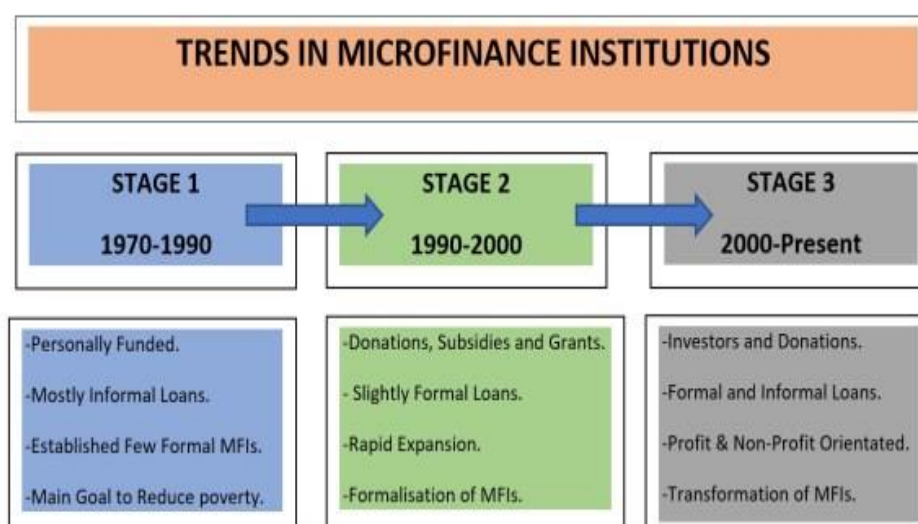 TRENDS IN MICROFINANCE INSTITUTIONS
STAGE 1
1970-1990
STAGE 2
1990-2000
STAGE 3
2000-Present
-Personally Funded.
-Mostly Informal Loans.
-Established Few Formal MFIs.
-Main Goal to Reduce poverty.
-Donations, Subsidies and Grants.
- Slightly Formal Loans.
-Rapid Expansion.
-Formalisation of MFIs.
-Investors and Donations.
-Formal and Informal Loans.
-Profit & Non-Profit Orientated.
-Transformation of MFIs.